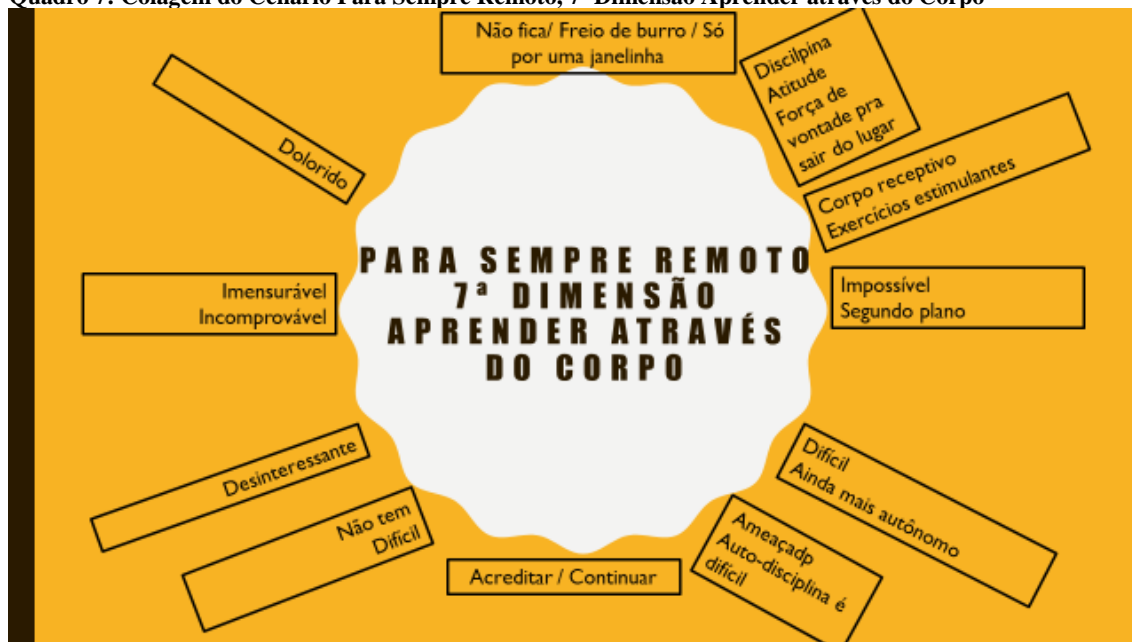 Quadro 7: Colagem do Cenário Para Sempre Remoto, 7ª Dimensão Aprender através do Corpo
Não fica/ Freio de burro / Só
por uma janelinha
Discilpina
Atitude
Força de
vontade pra
sair do lugar
Corpo receptivo
Exercícios estimulantes
Impossível
Segundo plano
Difícil
Ainda mais autônomo
Ameaçadp
Auto-disciplina é
difícil
Acreditar / Continuar
Não tem
Difícil
Desinteressante
Imensurável
Incomprovável
Dolorido
PARA SEMPRE REMOTO
7ª DIMENSÃO
APRENDER ATRAVÉS
DO CORPO